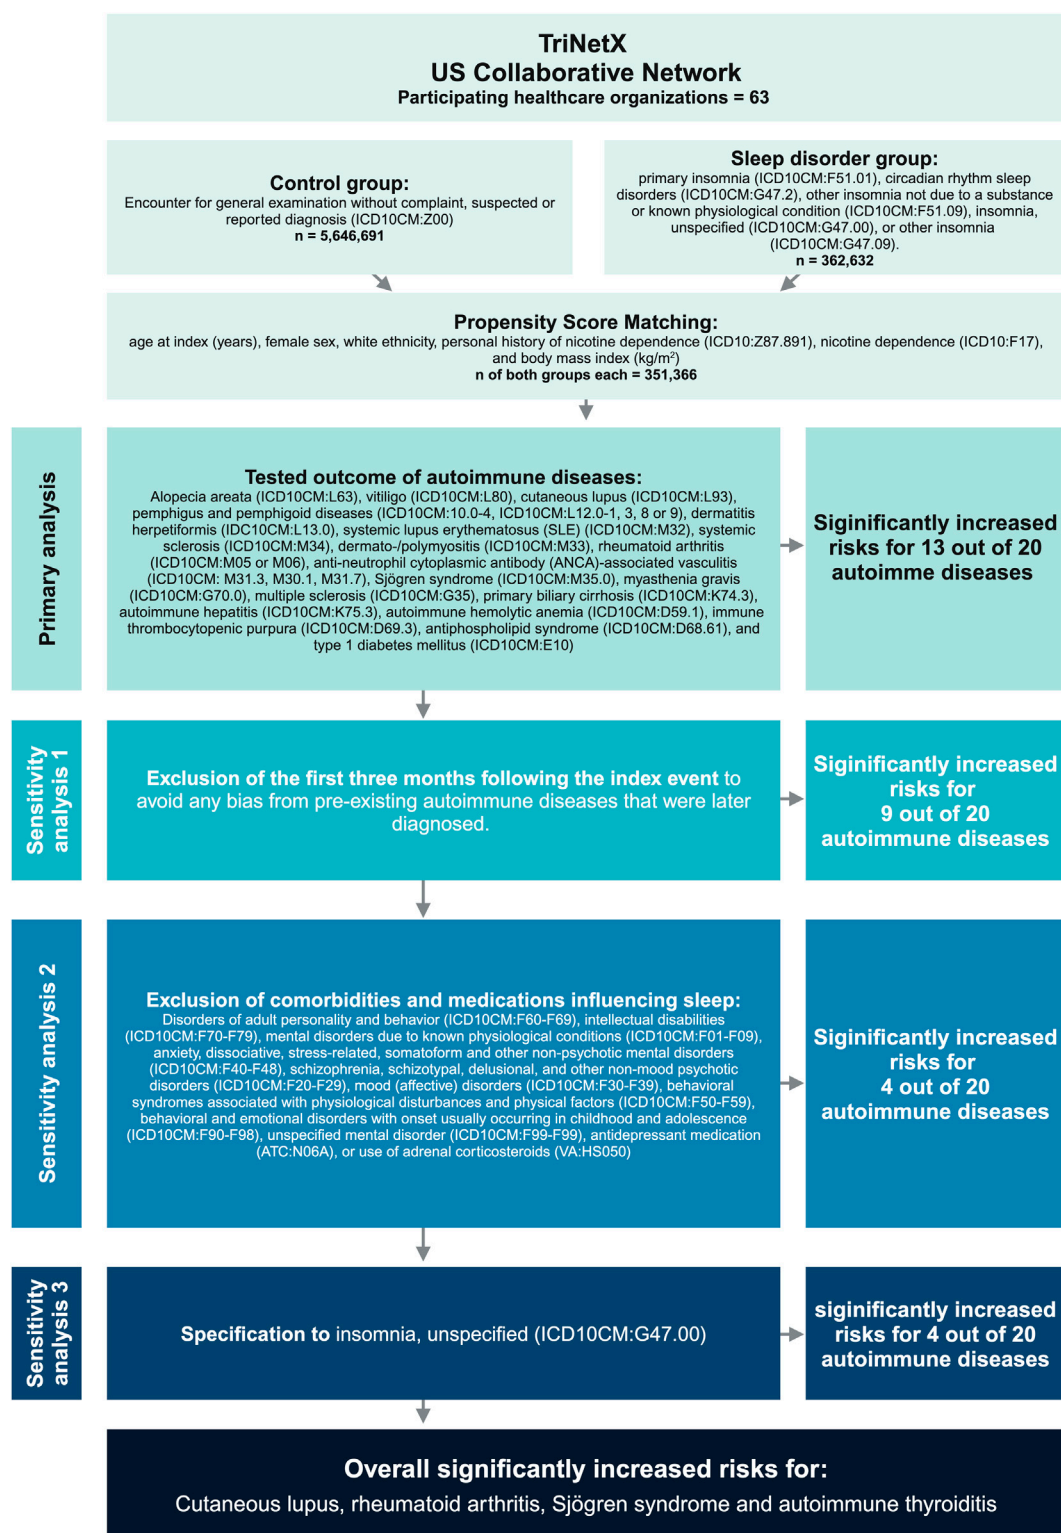 TriNetX
US Collaborative Network
Participating healthcare organizations = 63
Control group:
Encounter for general examination without complaint, suspected or
reported diagnosis (ICD10CM:Z00)
n = 5,646,691
Sleep disorder group:
primary insomnia (ICD10CM:F51.01), circadian rhythm sleep
disorders (ICD10CM:G47.2), other insomnia not due to a substance
or known physiological condition (ICD10CM:F51.09), insomnia,
unspecified (ICD10CM:G47.00), or other insomnia
(ICD10CM:G47.09).
n = 362,632
Propensity Score Matching:
age at index (years), female sex, white ethnicity, personal history of nicotine dependence (ICD10:Z87.891), nicotine dependence (ICD10:F17),
and body mass index (kg/m²)
n of both groups each = 351,366
Primary analysis
Tested outcome of autoimmune diseases:
Alopecia areata (ICD10CM:L63), vitiligo (ICD10CM:L80), cutaneous lupus (ICD10CM:L93),
pemphigus and pemphigoid diseases (ICD10CM:10.0-4, ICD10CM:L12.0-1, 3, 8 or 9), dermatitis
herpetiformis (IDC10CM:L13.0), systemic lupus erythematosus (SLE) (ICD10CM:M32), systemic
sclerosis (ICD10CM:M34), dermato-/polymyositis (ICD10CM:M33), rheumatoid arthritis
(ICD10CM:M05 or M06), anti-neutrophil cytoplasmic antibody (ANCA)-associated vasculitis
(ICD10CM: M31.3, M30.1, M31.7), Sjögren syndrome (ICD10CM:M35.0), myasthenia gravis
(ICD10CM:G70.0), multiple sclerosis (ICD10CM:G35), primary biliary cirrhosis (ICD10CM:K74.3),
autoimmune hepatitis (ICD10CM:K75.3), autoimmune hemolytic anemia (ICD10CM:D59.1), immune
thrombocytopenic purpura (ICD10CM:D69.3), antiphospholipid syndrome (ICD10CM:D68.61), and
type 1 diabetes mellitus (ICD10CM:E10)
Siginificantly increased
risks for 13 out of 20
autoimme diseases
Sensitivity
analysis 1
Exclusion of the first three months following the index event to
avoid any bias from pre-existing autoimmune diseases that were later
diagnosed.
Siginificantly increased
risks for
9 out of 20
autoimmune diseases
Sensitivity analysis 2
Exclusion of comorbidities and medications influencing sleep:
Disorders of adult personality and behavior (ICD10CM:F60-F69), intellectual disabilities
(ICD10CM:F70-F79), mental disorders due to known physiological conditions (ICD10CM:F01-F09),
anxiety, dissociative, stress-related, somatoform and other non-psychotic mental disorders
(ICD10CM:F40-F48), schizophrenia, schizotypal, delusional, and other non-mood psychotic
disorders (ICD10CM:F20-F29), mood (affective) disorders (ICD10CM:F30-F39), behavioral
syndromes associated with physiological disturbances and physical factors (ICD10CM:F50-F59),
behavioral and emotional disorders with onset usually occurring in childhood and adolescence
(ICD10CM:F90-F98), unspecified mental disorder (ICD10CM:F99-F99), antidepressant medication
(ATC:N06A), or use of adrenal corticosteroids (VA:HS050)
Siginificantly increased
risks for
4 out of 20
autoimmune diseases
Sensitivity
analysis 3
Specification to insomnia, unspecified (ICD10CM:G47.00)
siginificantly increased
risks for 4 out of 20
autoimmune diseases
Overall significantly increased risks for:
Cutaneous lupus, rheumatoid arthritis, Sjögren syndrome and autoimmune thyroiditis